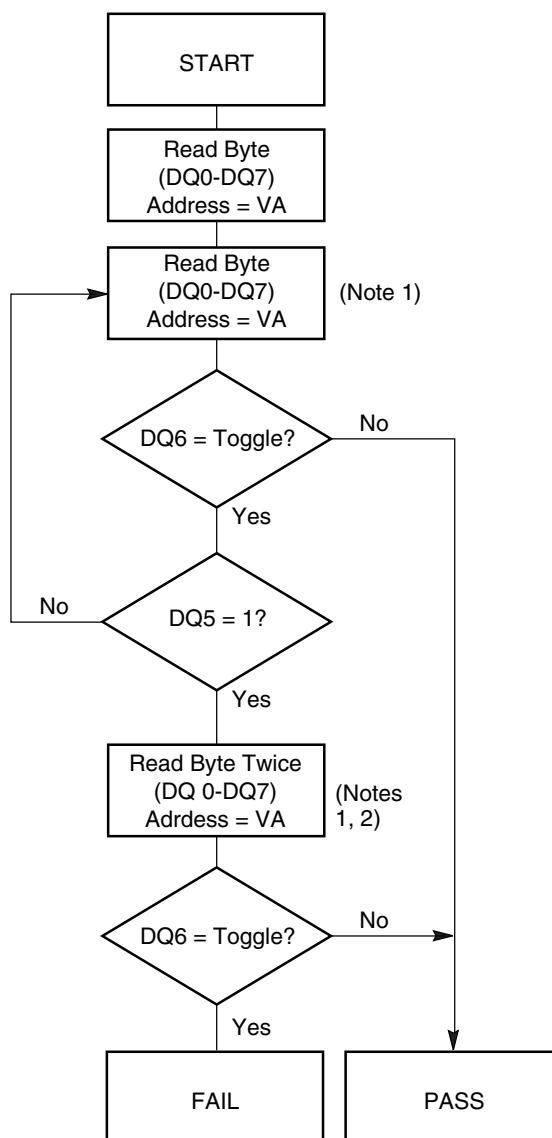 START
Read Byte
(DQ0-DQ7)
Address = VA
Read Byte
(DQ0-DQ7)
Address = VA
(Note 1)
DQ6 = Toggle?
No
Yes
No
DQ5 = 1?
Yes
Read Byte Twice
(DQ 0-DQ7)
Adrdess = VA
(Notes
1, 2)
DQ6 = Toggle?
No
Yes
FAIL
PASS